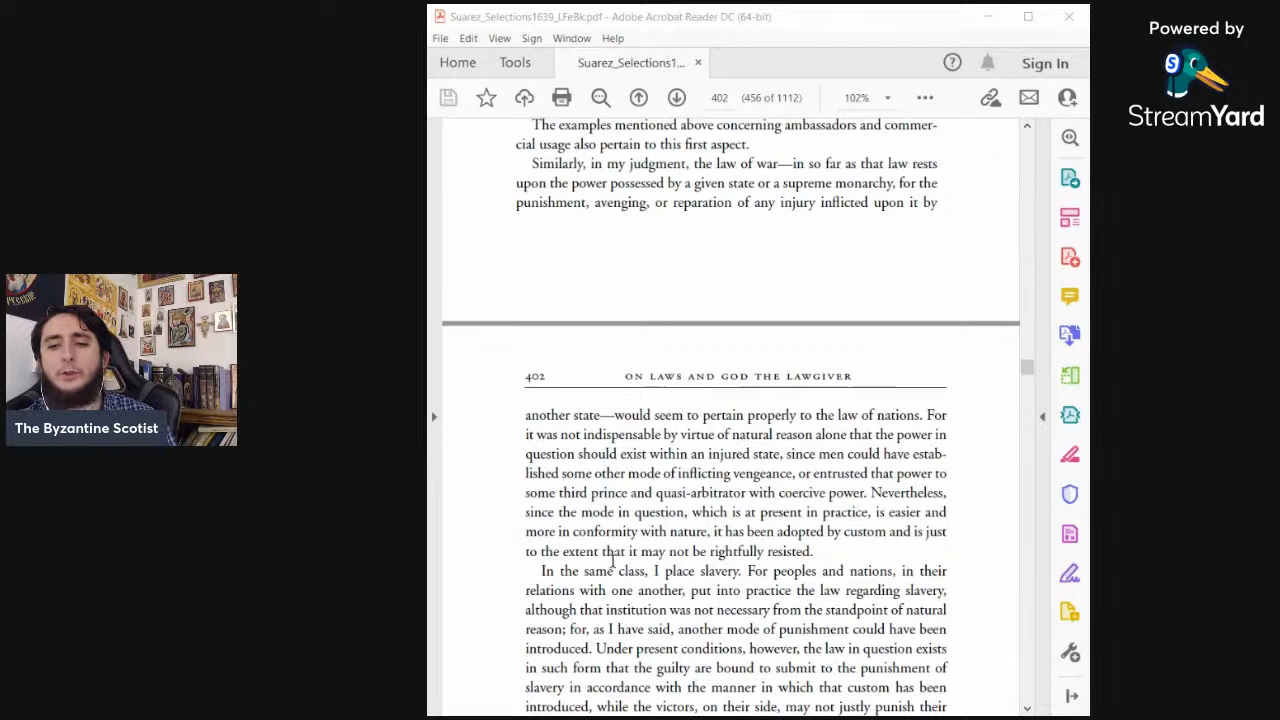 Suarez_Selections1639_LFeBk.pdf - Adobe Acrobat Reader DC (64-bit)
File Edit View Sign Window Help
Home Tools Suarez_Selections1... × Sign In
402 (456 of 1112) 102%
The examples mentioned above concerning ambassadors and commer-
cial usage also pertain to this first aspect.
Similarly, in my judgment, the law of war—in so far as that law rests
upon the power possessed by a given state or a supreme monarchy, for the
punishment, avenging, or reparation of any injury inflicted upon it by
402 ON LAWS AND GOD THE LAWGIVER
another state—would seem to pertain properly to the law of nations. For
it was not indispensable by virtue of natural reason alone that the power in
question should exist within an injured state, since men could have estab-
lished some other mode of inflicting vengeance, or entrusted that power to
some third prince and quasi-arbitrator with coercive power. Nevertheless,
since the mode in question, which is at present in practice, is easier and
more in conformity with nature, it has been adopted by custom and is just
to the extent that it may not be rightfully resisted.
In the same class, I place slavery. For peoples and nations, in their
relations with one another, put into practice the law regarding slavery,
although that institution was not necessary from the standpoint of natural
reason; for, as I have said, another mode of punishment could have been
introduced. Under present conditions, however, the law in question exists
in such form that the guilty are bound to submit to the punishment of
slavery in accordance with the manner in which that custom has been
introduced, while the victors, on their side, may not justly punish their
The Byzantine Scotist
Powered by
S
StreamYard